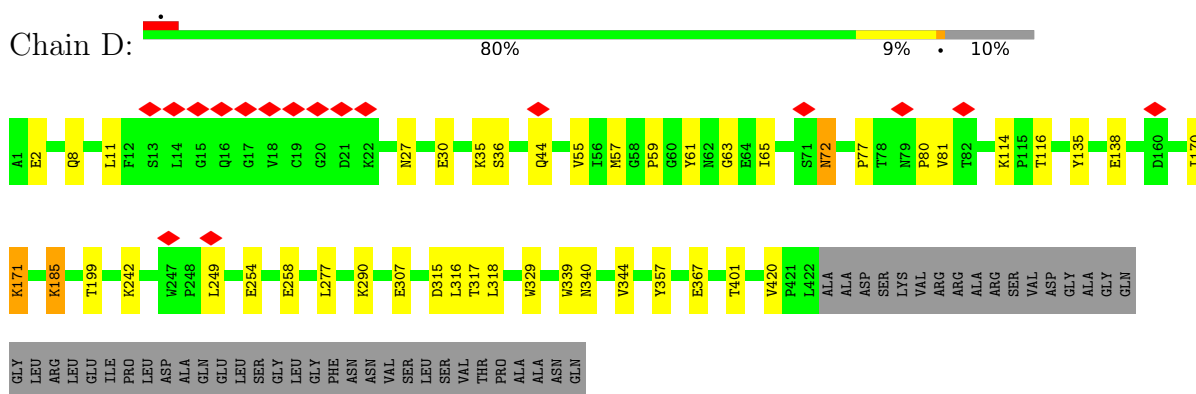 Chain D: 80% 9% • 10%
A1 E2 Q8 L11 F12 S13 L14 G15 Q16 G17 V18 C19 G20 D21 K22 N27 E30 K35 S36 Q44 V55 I56 M57 G58 P59 G60 Y61 N62 G63 E64 I65 S71 N72 P77 T78 N79 P80 V81 T82 K114 P115 T116 Y135 E138 D160
K171 K185 T199 K242 W247 P248 L249 E254 E258 L277 K290 E307 D315 L316 T317 L318 W329 W339 N340 V344 Y357 E367 T401 V420 P421 L422 ALA ALA ASP SER LYS VAL ARG ARG ALA ARG SER VAL ASP GLY ALA GLY GLN
GLY LEU ARG LEU GLU ILE PRO LEU ASP ALA GLN GLU LEU SER GLY LEU GLY PHE ASN ASN VAL SER LEU SER VAL THR PRO ALA ALA ASN GLN